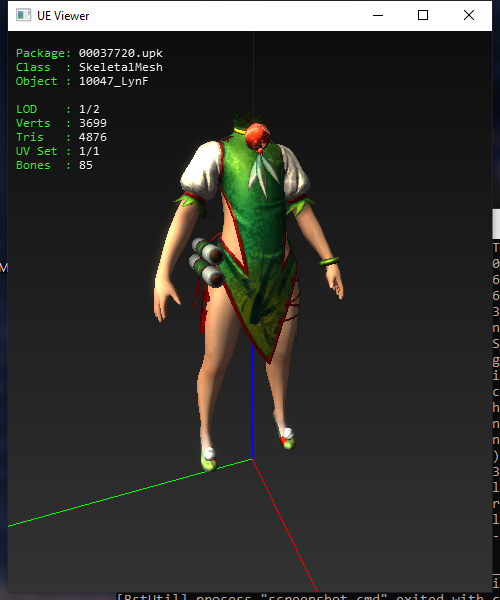 UE Viewer
Package: 00037720.upk
Class  : SkeletalMesh
Object : 10047_LynF
LOD    : 1/2
Verts  : 3699
Tris   : 4876
UV Set : 1/1
Bones  : 85
M
[BstUtil] process "screenshot.cmd" exited with c